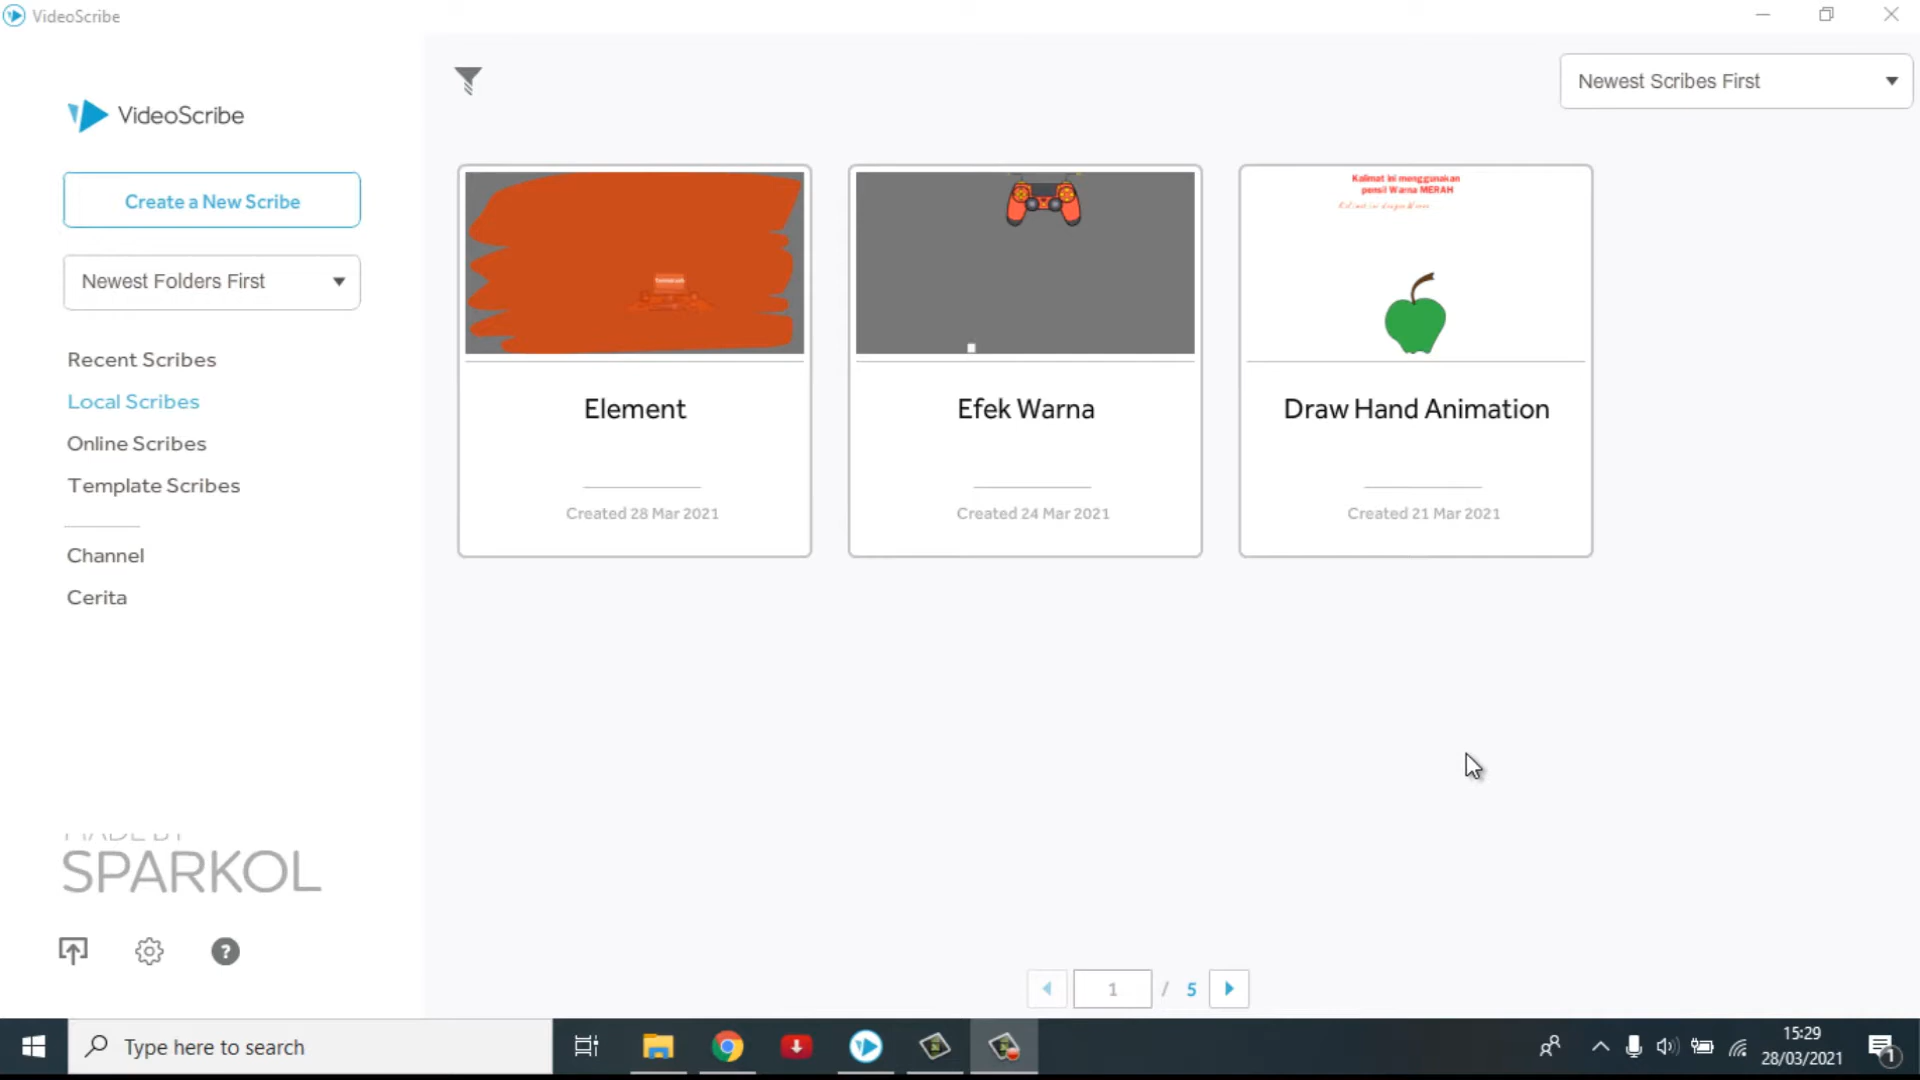 VideoScribe
VideoScribe
Create a New Scribe
Newest Folders First
Recent Scribes
Local Scribes
Online Scribes
Template Scribes
Channel
Cerita
MADE BY
SPARKOL
?
Newest Scribes First
Element
Created 28 Mar 2021
Efek Warna
Created 24 Mar 2021
Kalimat ini menggunakan
pensil Warna MERAH
Draw Hand Animation
Created 21 Mar 2021
1 / 5
Type here to search
15:29
28/03/2021
1